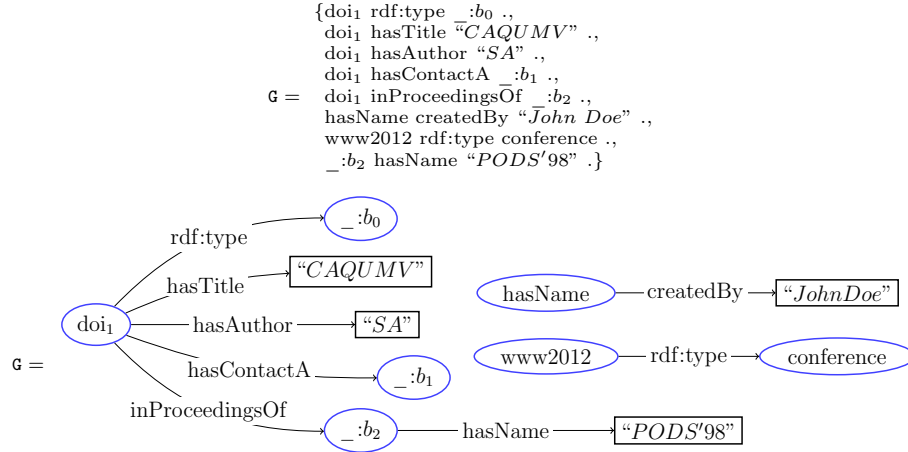 {doi₁ rdf:type _:b₀ .,
doi₁ hasTitle “CAQUMV” .,
doi₁ hasAuthor “SA” .,
doi₁ hasContactA _:b₁ .,
G = doi₁ inProceedingsOf _:b₂ .,
hasName createdBy “John Doe” .,
www2012 rdf:type conference .,
_:b₂ hasName “PODS'98” .}
_:b₀
rdf:type
“CAQUMV”
hasTitle
hasName createdBy “JohnDoe”
doi₁ hasAuthor “SA”
www2012 rdf:type conference
G =
hasContactA _:b₁
inProceedingsOf
_:b₂ hasName “PODS'98”